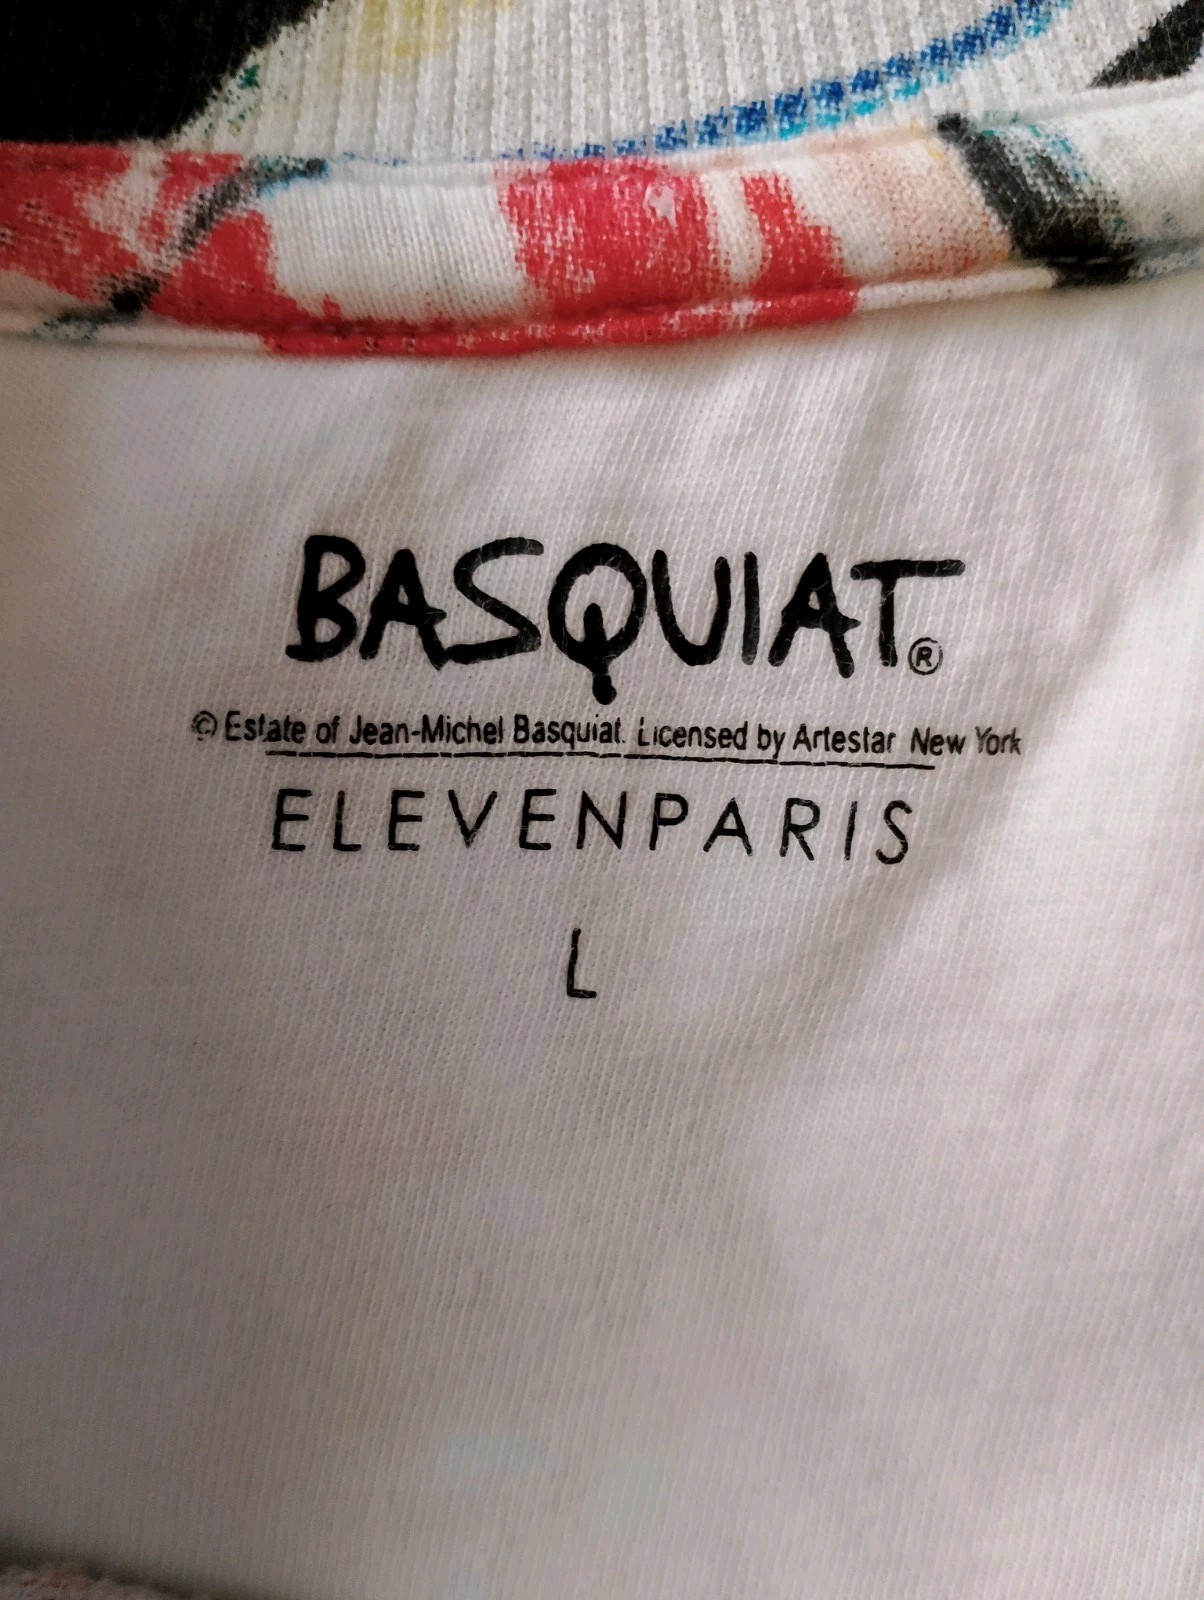 BASQUIAT®
© Estate of Jean-Michel Basquiat. Licensed by Artestar New York
ELEVENPARIS
L